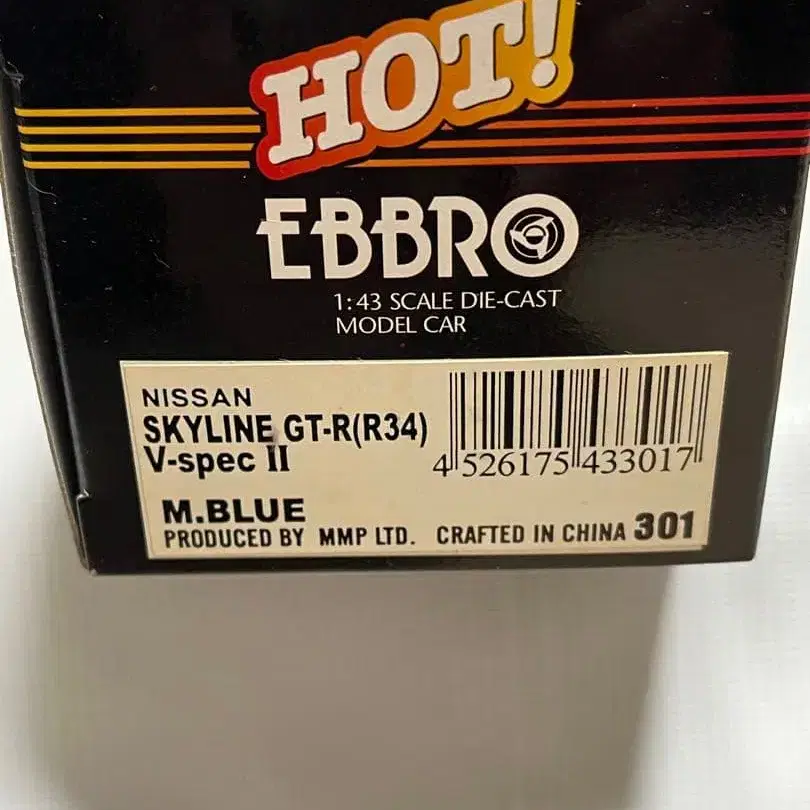 HOT!
EBBRO
1:43 SCALE DIE-CAST
MODEL CAR
NISSAN
SKYLINE GT-R(R34)
V-spec II
4 526175 433017
M.BLUE
PRODUCED BY MMP LTD. CRAFTED IN CHINA 301